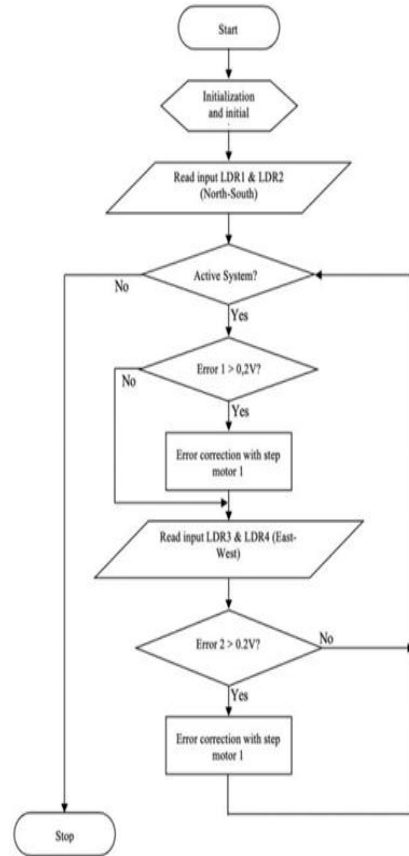 Start
Initialization
and initial
Read input LDR1 & LDR2
(North-South)
Active System?
No
Yes
Error 1 > 0,2V?
No
Yes
Error correction with step
motor 1
Read input LDR3 & LDR4 (East-
West)
Error 2 > 0.2V?
No
Yes
Error correction with step
motor 1
Stop